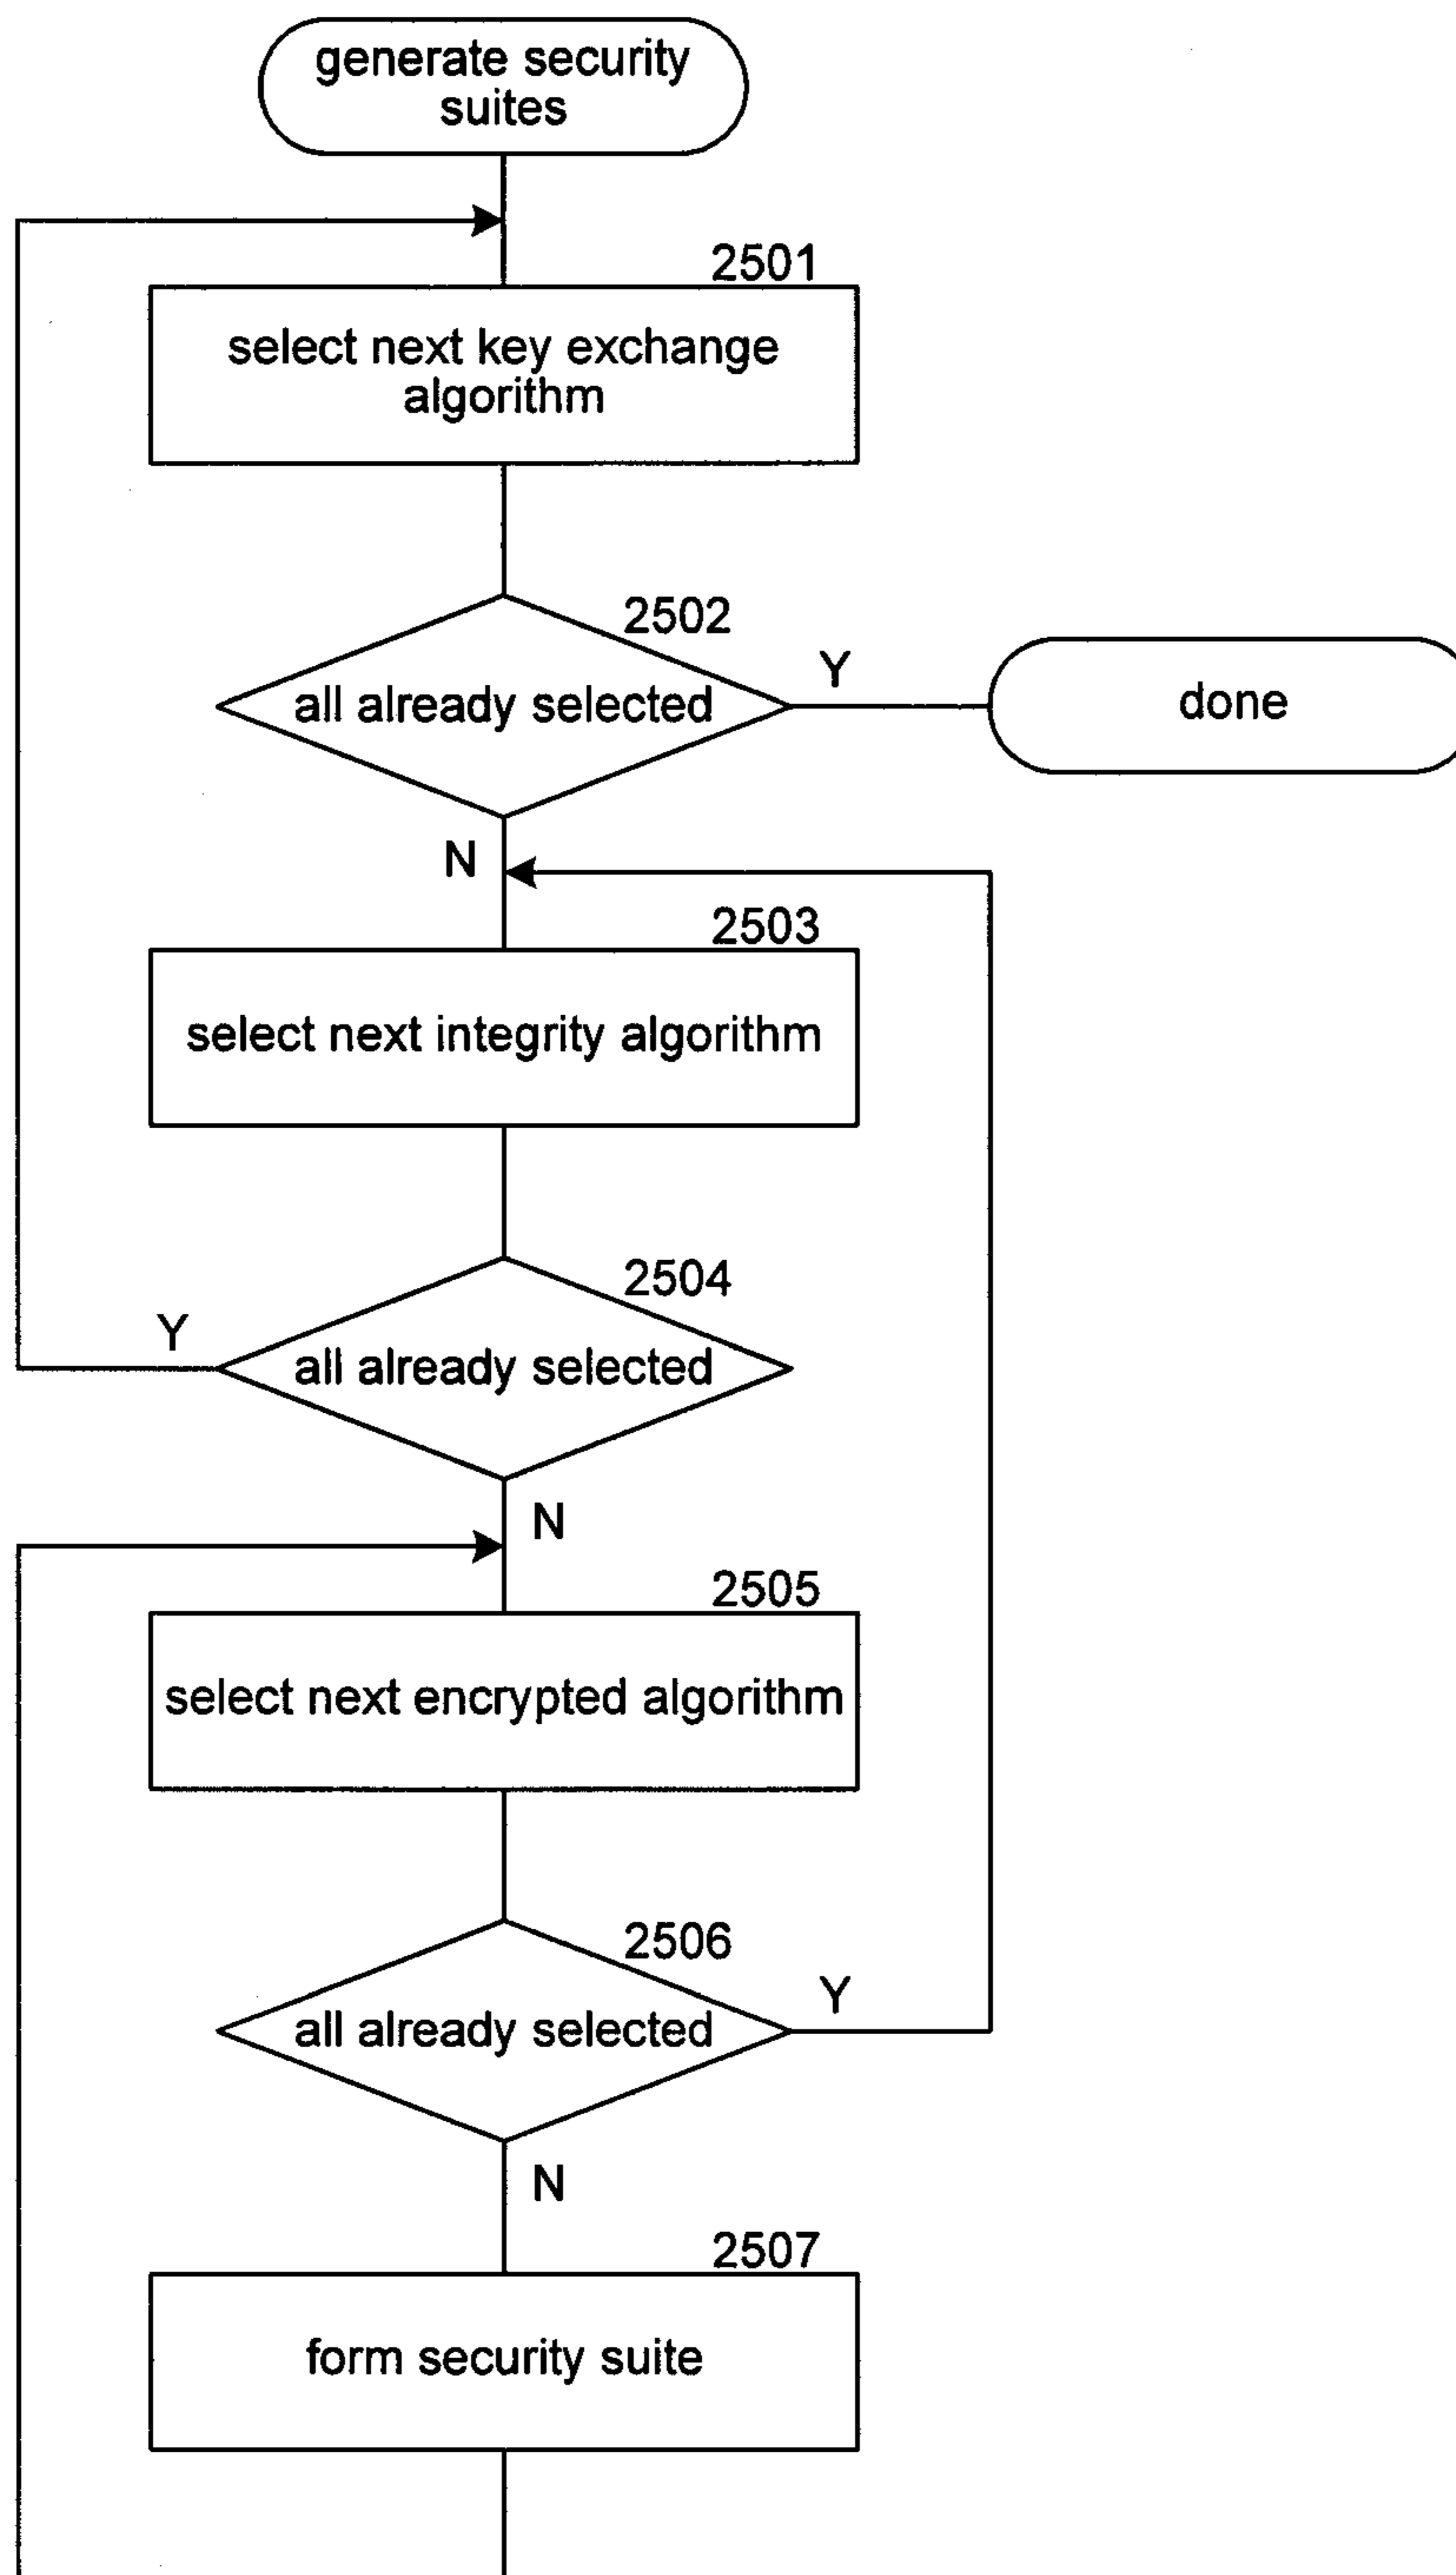 generate security
suites
2501
select next key exchange
algorithm
2502
all already selected
Y
done
N
2503
select next integrity algorithm
2504
Y
all already selected
N
2505
select next encrypted algorithm
2506
all already selected
Y
N
2507
form security suite